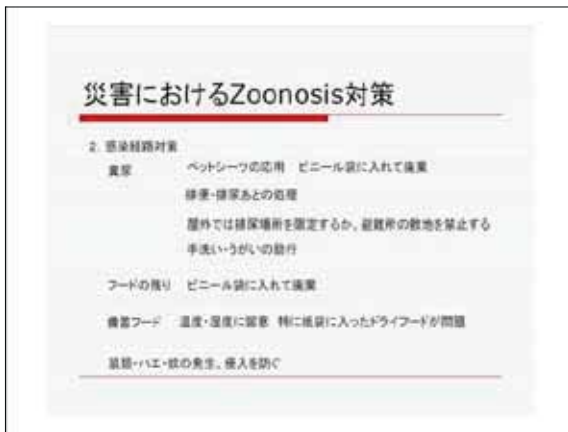 災害におけるZoonosis対策
2. 感染経路対策
糞尿 ペットシーツの応用 ビニール袋に入れて廃棄
排便・排尿あとの処理
屋外では排尿場所を限定するか、避難所の敷地を禁止する
手洗い・うがいの励行
フードの残り ビニール袋に入れて廃棄
備蓄フード 温度・湿度に留意 特に紙袋に入ったドライフードが問題
鼠類・ハエ・蚊の発生、侵入を防ぐ